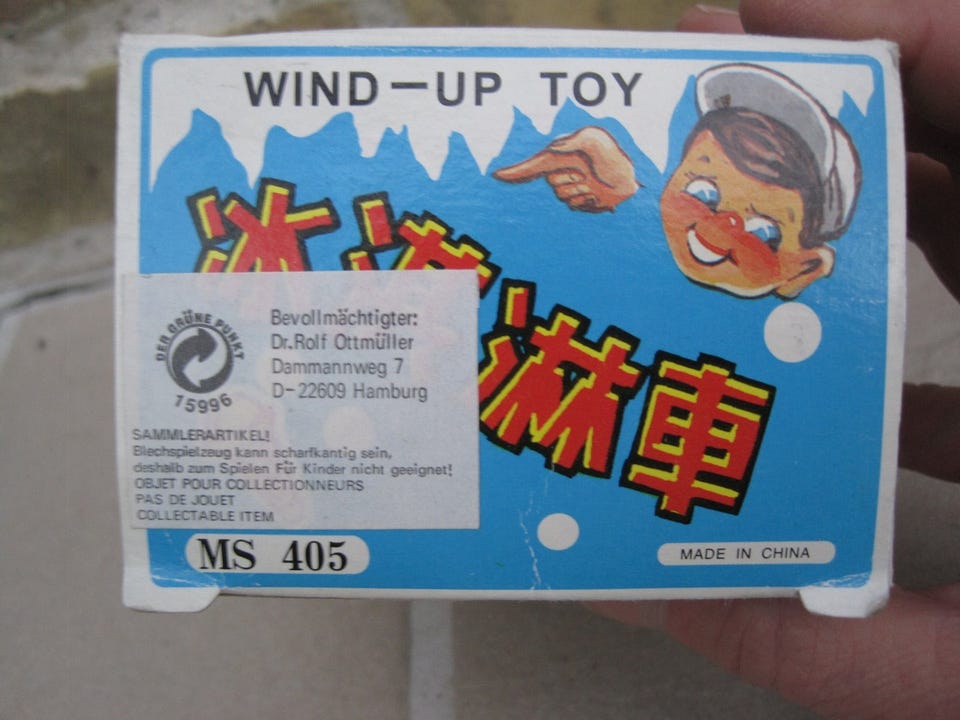 WIND-UP TOY
冰淇淋車
DER GRÜNE PUNKT
15996
Bevollmächtigter:
Dr.Rolf Ottmüller
Dammannweg 7
D-22609 Hamburg
SAMMLERARTIKEL!
Blechspielzeug kann scharfkantig sein,
deshalb zum Spielen Für Kinder nicht geeignet!
OBJET POUR COLLECTIONNEURS
PAS DE JOUET
COLLECTABLE ITEM
MS 405
MADE IN CHINA